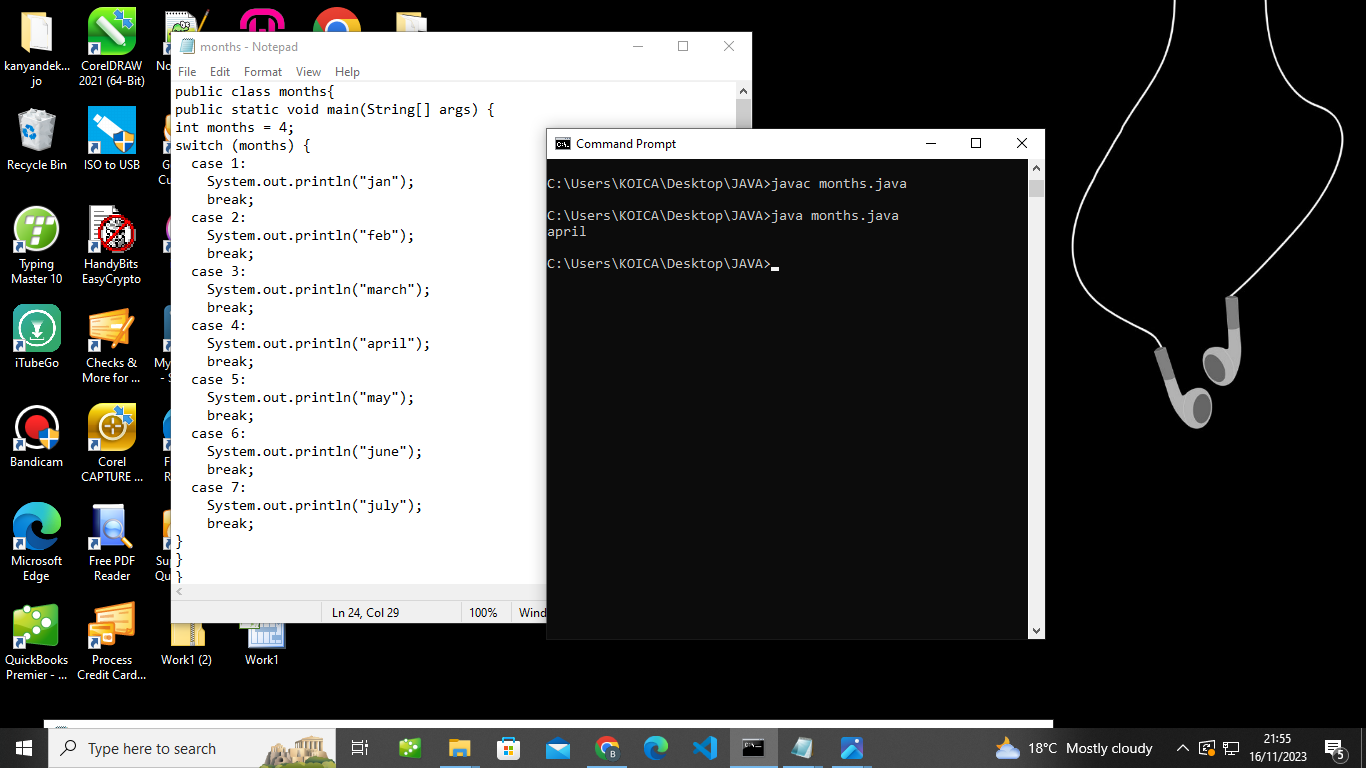 kanyandek...
jo
CorelDRAW
2021 (64-Bit)
No
Recycle Bin
ISO to USB
G
Cu
Typing
Master 10
HandyBits
EasyCrypto
iTubeGo
Checks &
More for ...
My
- S
Bandicam
Corel
CAPTURE ...
F
R
Microsoft
Edge
Free PDF
Reader
Sup
Qu
QuickBooks
Premier - ...
Process
Credit Card...
Work1 (2)
Work1
months - Notepad
File Edit Format View Help
public class months{
public static void main(String[] args) {
int months = 4;
switch (months) {
  case 1:
    System.out.println("jan");
    break;
  case 2:
    System.out.println("feb");
    break;
  case 3:
    System.out.println("march");
    break;
  case 4:
    System.out.println("april");
    break;
  case 5:
    System.out.println("may");
    break;
  case 6:
    System.out.println("june");
    break;
  case 7:
    System.out.println("july");
    break;
}
}
}
Ln 24, Col 29 100% Wind
Command Prompt
C:\Users\KOICA\Desktop\JAVA>javac months.java
C:\Users\KOICA\Desktop\JAVA>java months.java
april
C:\Users\KOICA\Desktop\JAVA>
Type here to search
18°C Mostly cloudy
21:55
16/11/2023
5